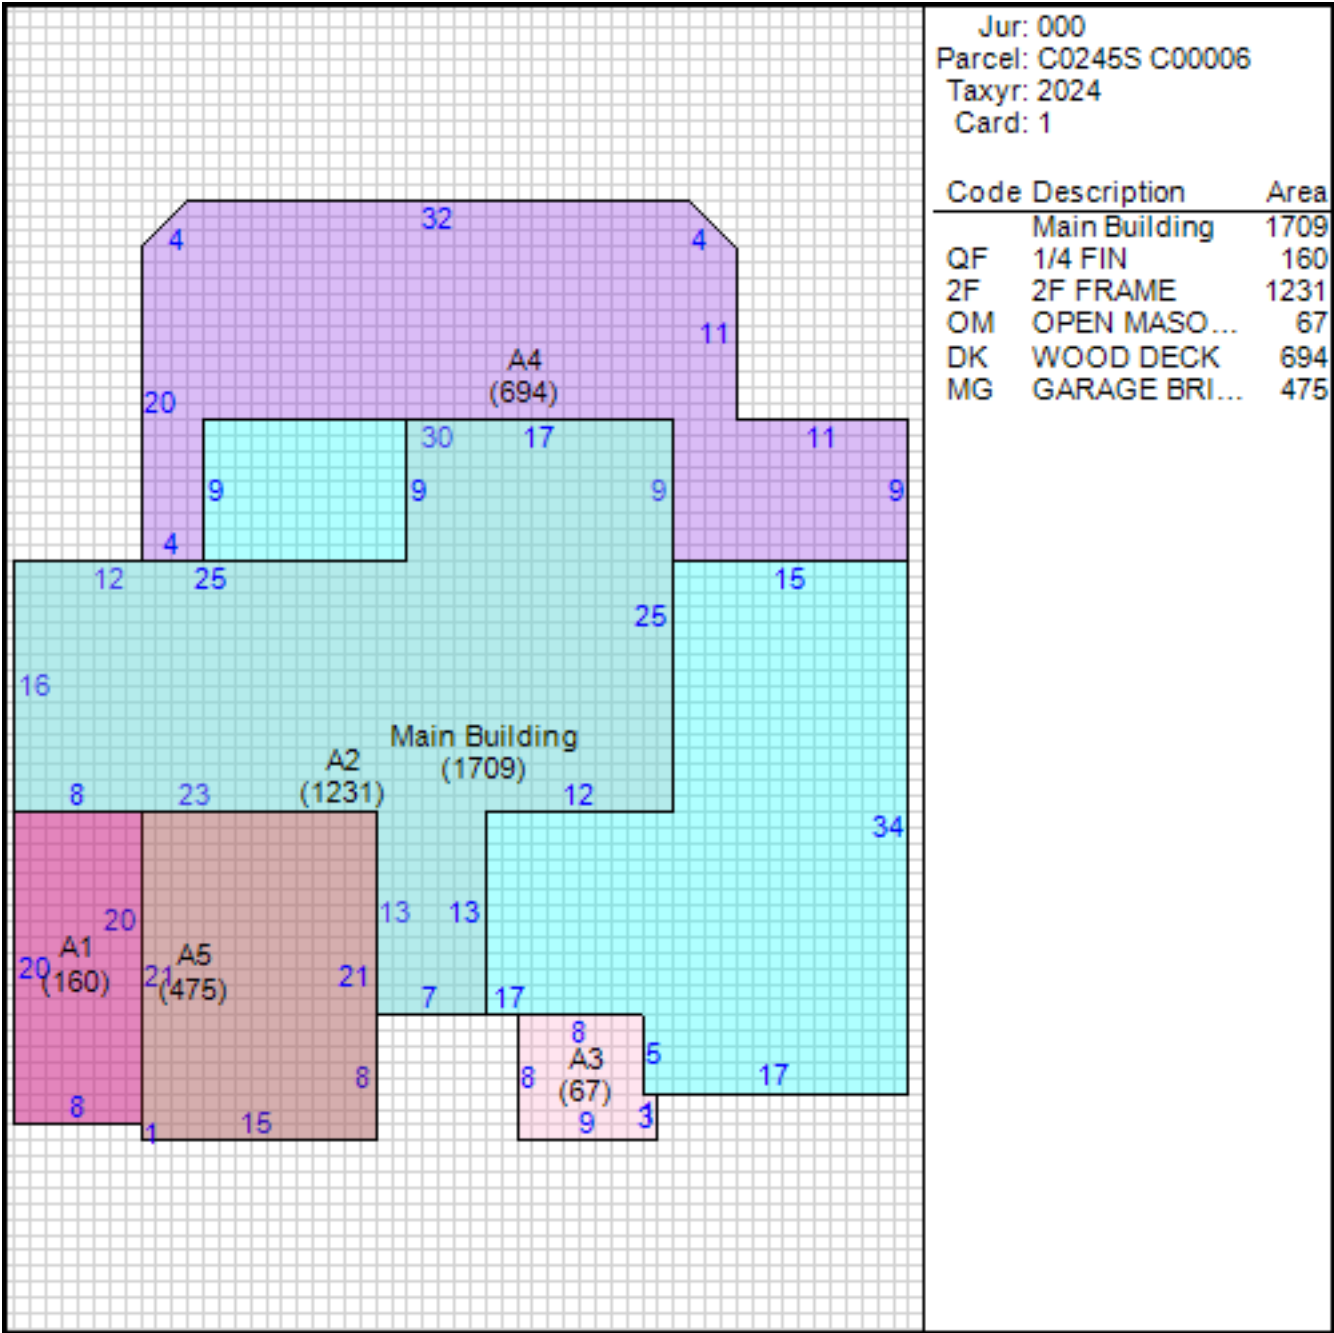 Jur: 000
Parcel: C0245S C00006
Taxyr: 2024
Card: 1
Code Description Area
Main Building 1709
QF 1/4 FIN 160
2F 2F FRAME 1231
OM OPEN MASO... 67
DK WOOD DECK 694
MG GARAGE BRI... 475
32
4 4
11
A4
(694)
20
30 17 11
9 9 9 9
4
12 25 15
25
16
Main Building
(1709)
A2
(1231)
8 23 12
34
13 13
20
A1
(160)
20
A5
(475)
21 21
7 17
8
A3
(67)
5
8 8 17
8 15 9 3
1